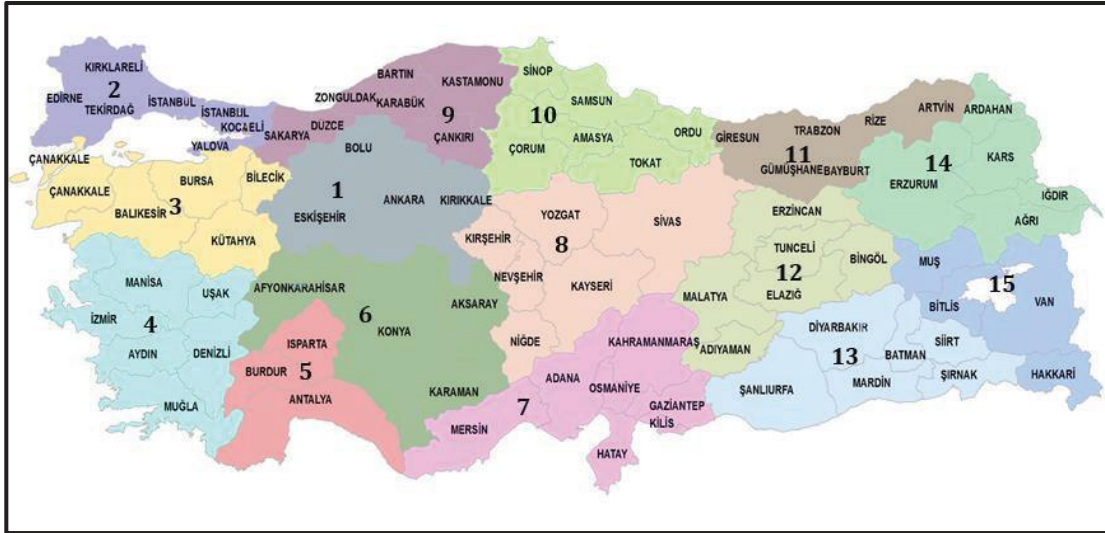 KIRKLARELİ
2
EDİRNE
TEKİRDAĞ
İSTANBUL
İSTANBUL
KOCAELİ
YALOVA
SAKARYA
DÜZCE
ZONGULDAK
BARTIN
KARABÜK
KASTAMONU
9
ÇANKIRI
BOLU
1
ANKARA
KIRIKKALE
ESKİŞEHİR
SİNOP
SAMSUN
10
AMASYA
ÇORUM
ORDU
TOKAT
GİRESUN
TRABZON
RİZE
ARTVİN
11
GÜMÜŞHANE
BAYBURT
ARDAHAN
14
KARS
ERZURUM
IĞDIR
AĞRI
ÇANAKKALE
ÇANAKKALE
BURSA
BİLECİK
BALIKESİR
3
KÜTAHYA
MANİSA
UŞAK
İZMİR
4
AYDIN
DENİZLİ
MUĞLA
AFYONKARAHİSAR
6
AKSARAY
KONYA
KARAMAN
ISPARTA
BURDUR
5
ANTALYA
YOZGAT
SİVAS
KIRŞEHİR
8
NEVŞEHİR
KAYSERİ
NİĞDE
ERZİNCAN
TUNCELİ
BİNGÖL
12
MALATYA
ELAZIĞ
ADIYAMAN
MUŞ
15
BİTLİS
VAN
HAKKARİ
DİYARBAKIR
SİİRT
13
BATMAN
ŞIRNAK
ŞANLIURFA
MARDİN
KAHRAMANMARAŞ
ADANA
OSMANİYE
7
MERSİN
GAZİANTEP
KİLİS
HATAY